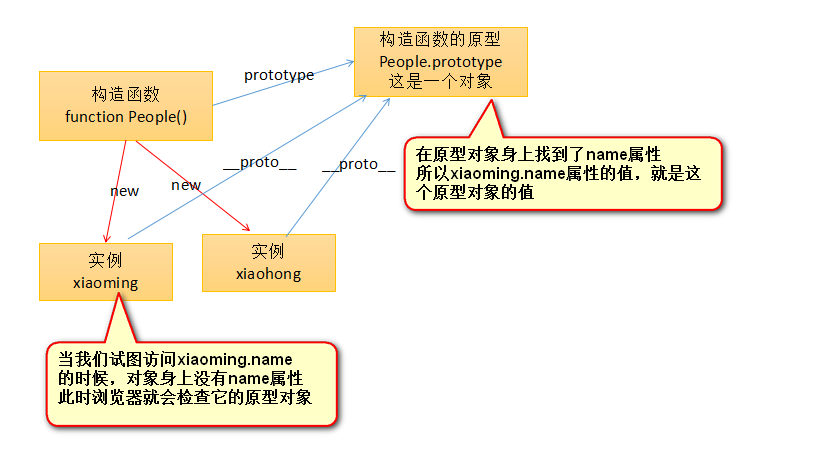 构造函数的原型
People.prototype
这是一个对象
prototype
构造函数
function People()
在原型对象身上找到了name属性
所以xiaoming.name属性的值，就是这
个原型对象的值
__proto__
__proto__
new
new
实例
xiaoming
实例
xiaohong
当我们试图访问xiaoming.name
的时候，对象身上没有name属性
此时浏览器就会检查它的原型对象